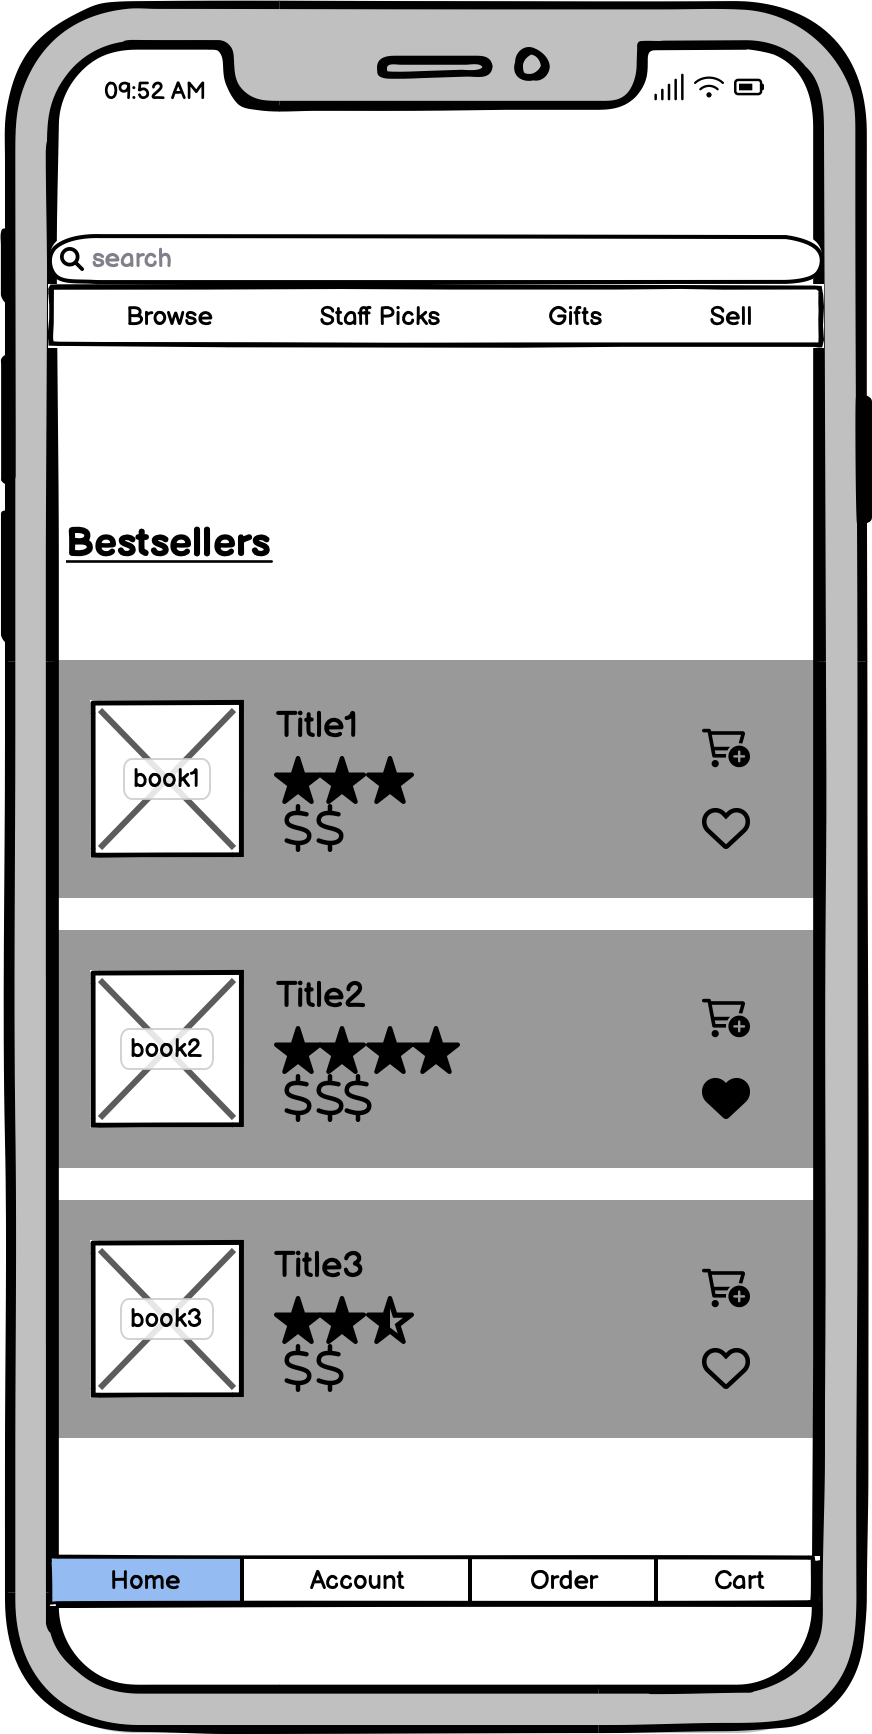 09:52 AM
search
Browse Staff Picks Gifts Sell
Bestsellers
book1
Title1
$$
book2
Title2
$$$
book3
Title3
$$
Home Account Order Cart